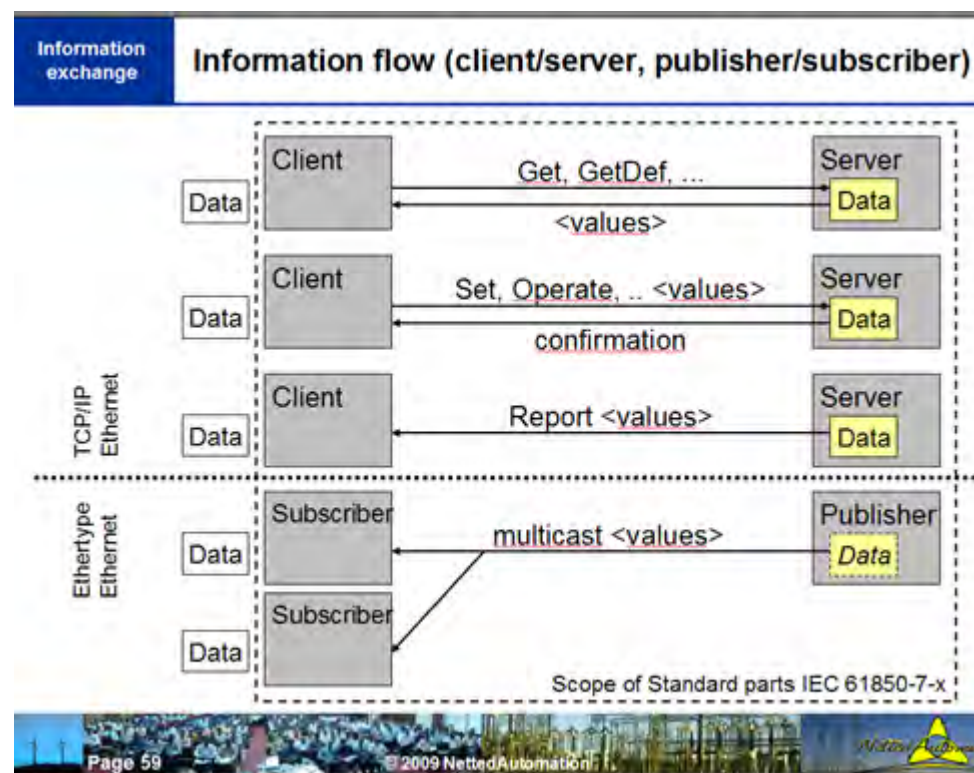 Information
exchange
Information flow (client/server, publisher/subscriber)
Client
Server
Get, GetDef, ...
Data
Data
<values>
Client
Server
Set, Operate, .. <values>
Data
Data
confirmation
Client
Server
Report <values>
Data
Data
TCP/IP
Ethernet
Subscriber
Publisher
multicast <values>
Data
Data
Ethertype
Ethernet
Subscriber
Data
Scope of Standard parts IEC 61850-7-x
Page 59
© 2009 NettedAutomation
NettedAutomation